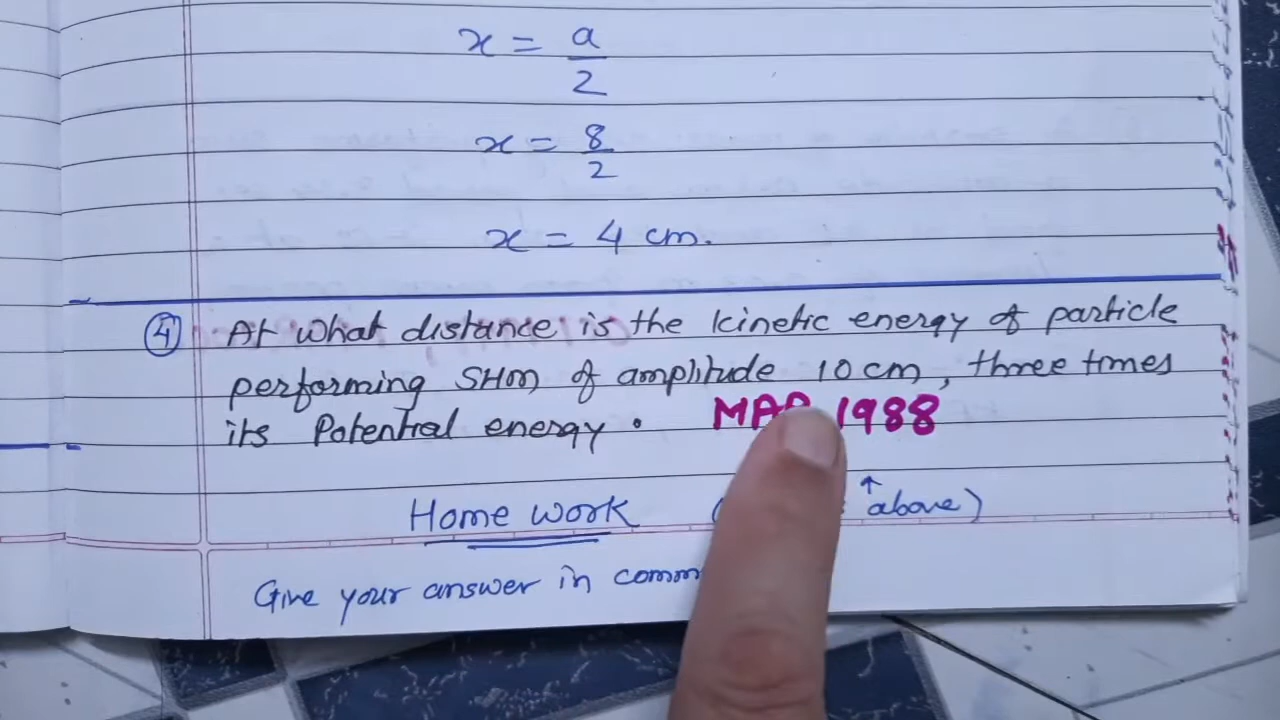 x = a/2
x = 8/2
x = 4 cm.
④ At what distance is the kinetic energy of particle
performing SHM of amplitude 10 cm, three times
its Potential energy. 1988
Home work above)
Give your answer in